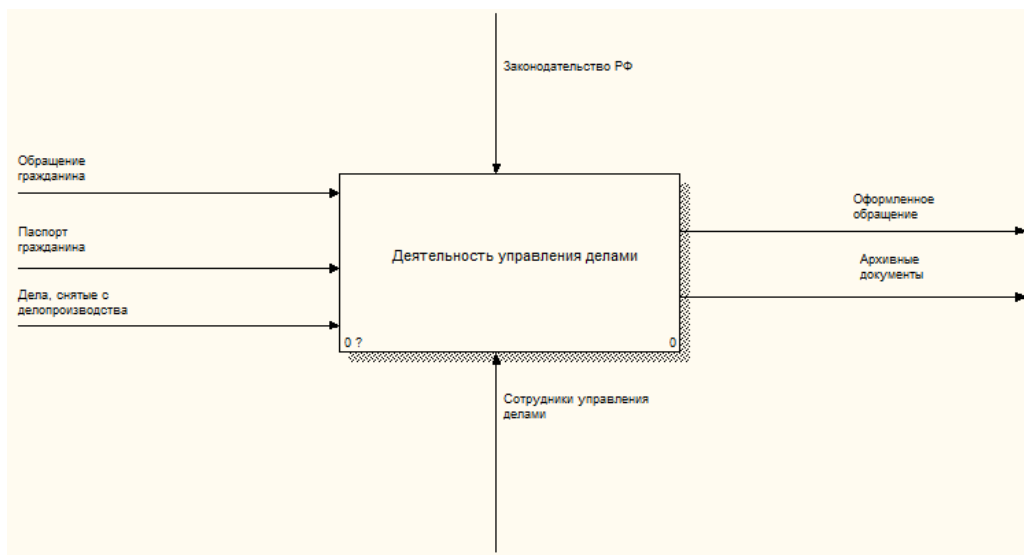 Законодательство РФ
Обращение
гражданина
Паспорт
гражданина
Дела, снятые с
делопроизводства
Деятельность управления делами
0 ?
0
Оформленное
обращение
Архивные
документы
Сотрудники управления
делами